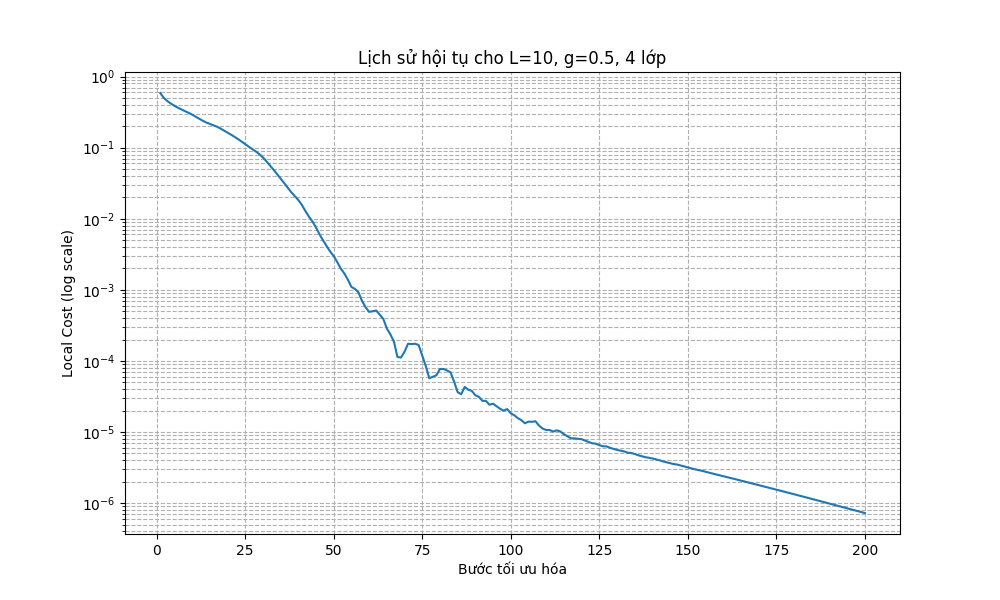 Lịch sử hội tụ cho L=10, g=0.5, 4 lớp
10⁰
10⁻¹
10⁻²
10⁻³
10⁻⁴
10⁻⁵
10⁻⁶
Local Cost (log scale)
0 25 50 75 100 125 150 175 200
Bước tối ưu hóa